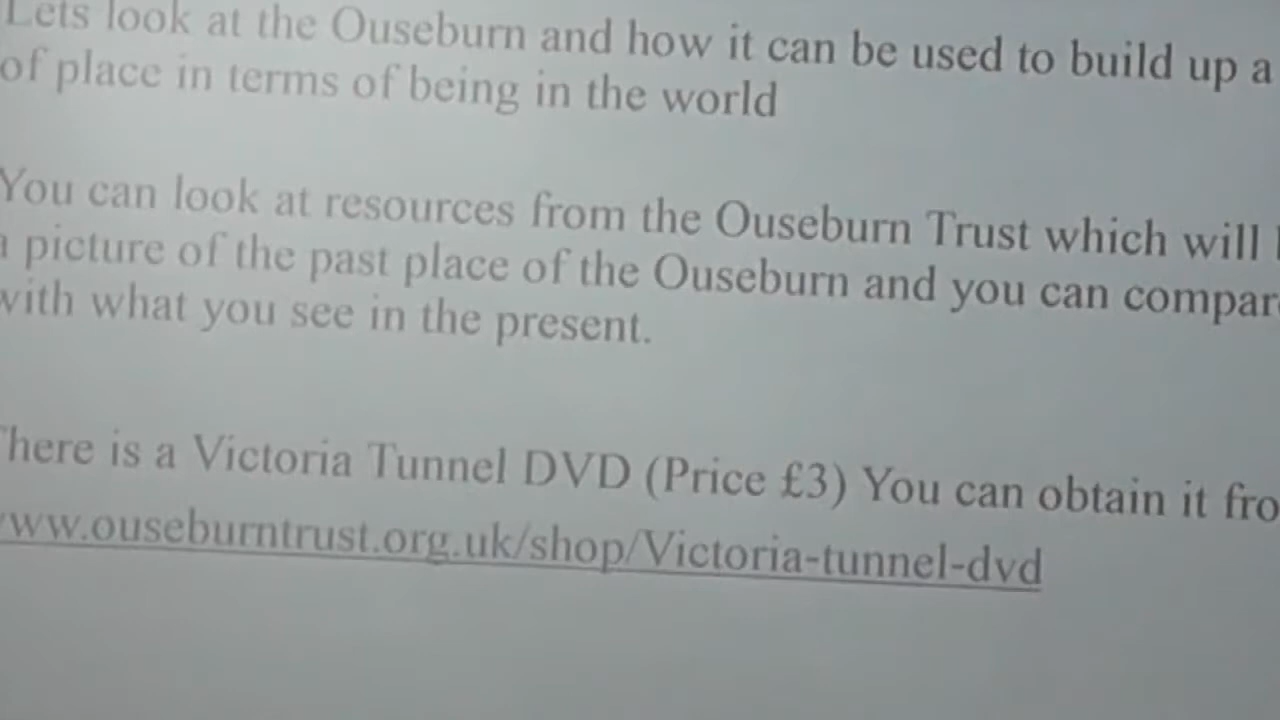 Lets look at the Ouseburn and how it can be used to build up a
of place in terms of being in the world
You can look at resources from the Ouseburn Trust which will
a picture of the past place of the Ouseburn and you can compare
with what you see in the present.
There is a Victoria Tunnel DVD (Price £3) You can obtain it fro
www.ouseburntrust.org.uk/shop/Victoria-tunnel-dvd